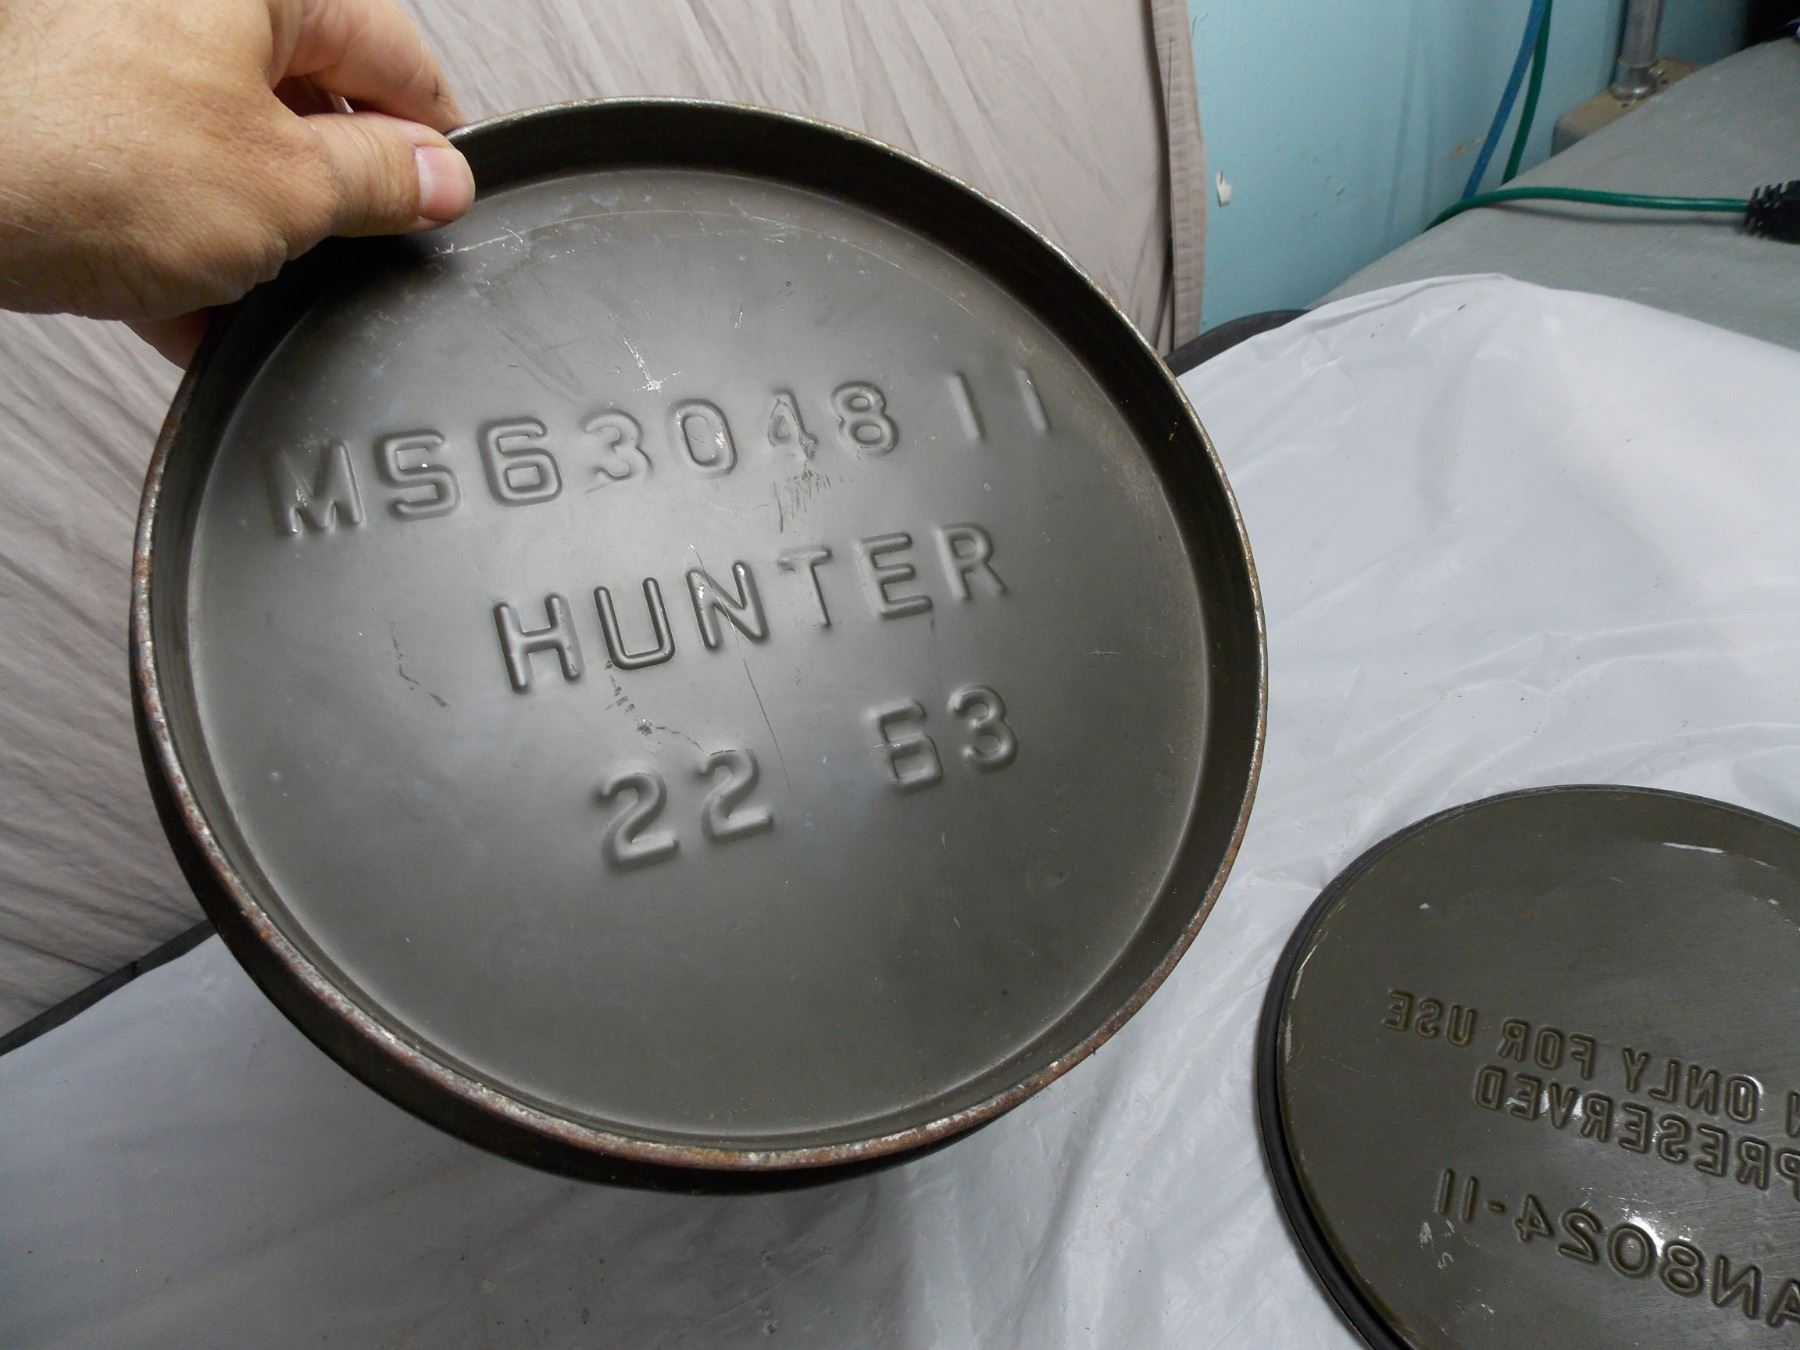 MS63048 11
HUNTER
22 63
ONLY FOR USE
PRESERVED
AN8024-11